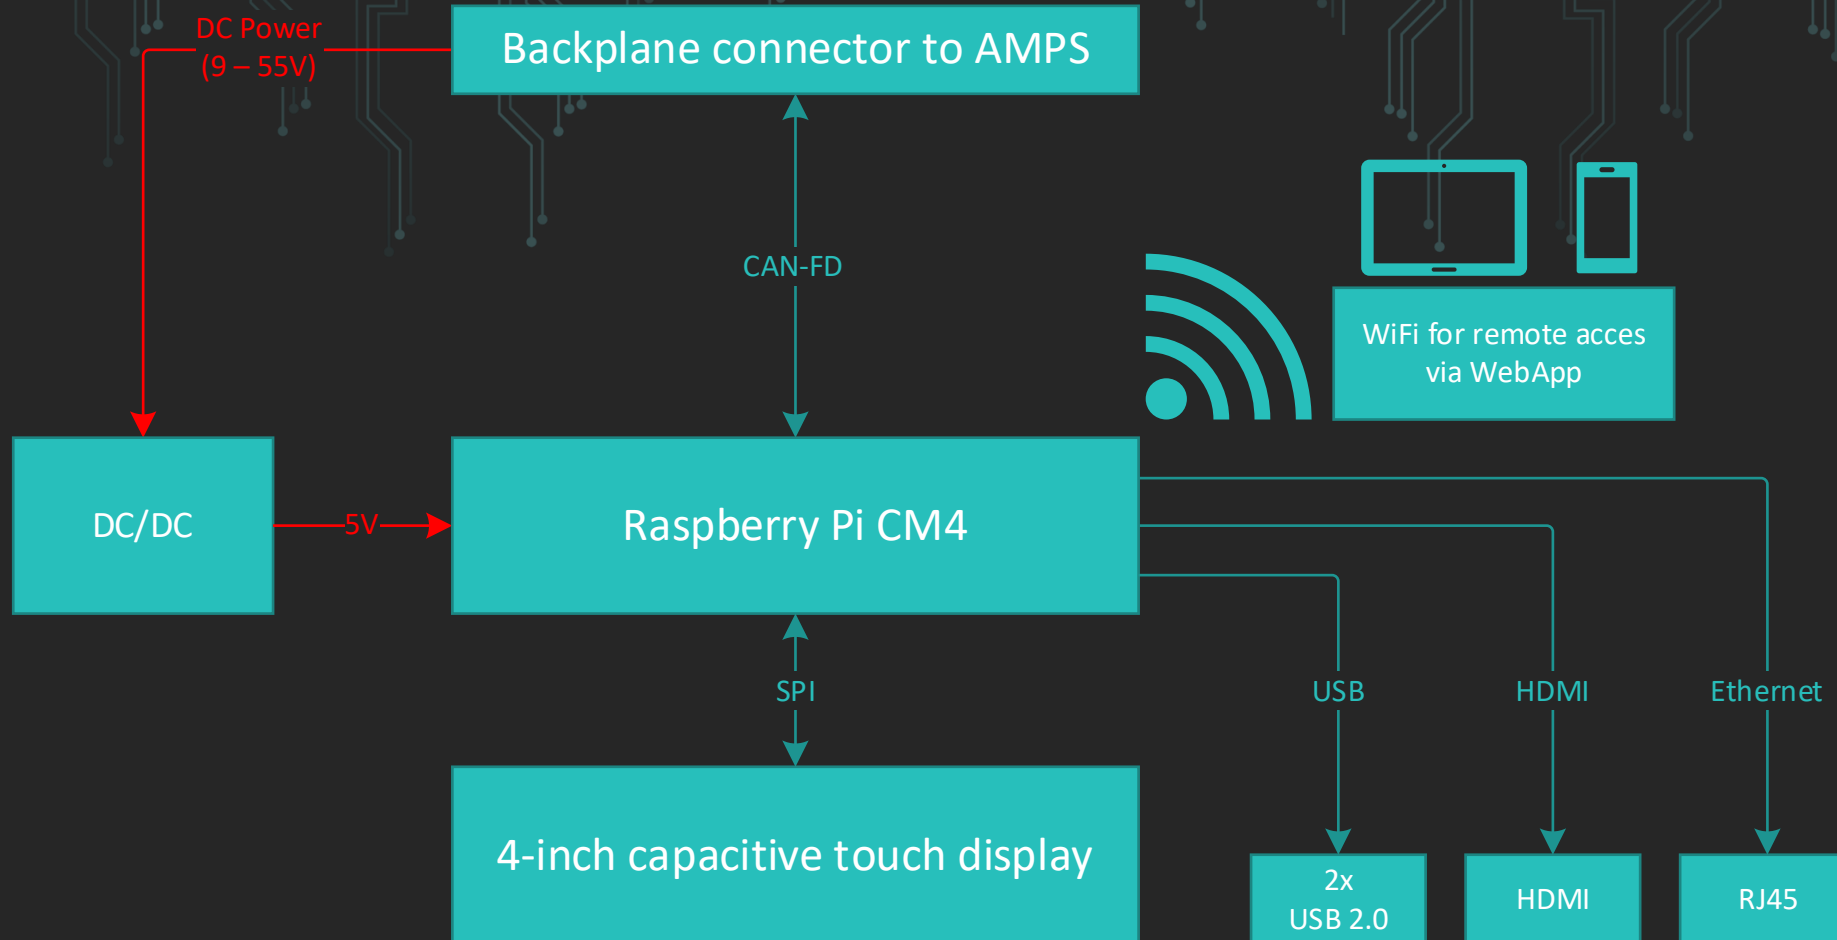 DC Power
(9 – 55V)
Backplane connector to AMPS
CAN-FD
WiFi for remote acces
via WebApp
DC/DC
5V
Raspberry Pi CM4
SPI
USB
HDMI
Ethernet
4-inch capacitive touch display
2x
USB 2.0
HDMI
RJ45